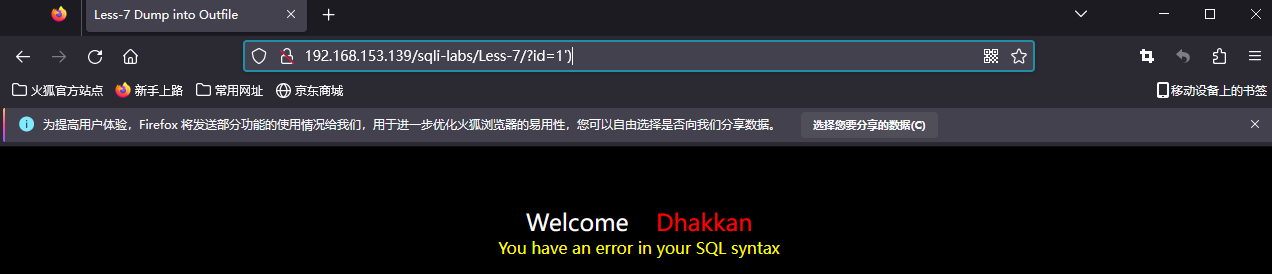 Less-7 Dump into Outfile
192.168.153.139/sqli-labs/Less-7/?id=1')
火狐官方站点 新手上路 常用网址 京东商城 移动设备上的书签
为提高用户体验，Firefox 将发送部分功能的使用情况给我们，用于进一步优化火狐浏览器的易用性，您可以自由选择是否向我们分享数据。 选择您要分享的数据(C)
Welcome Dhakkan
You have an error in your SQL syntax